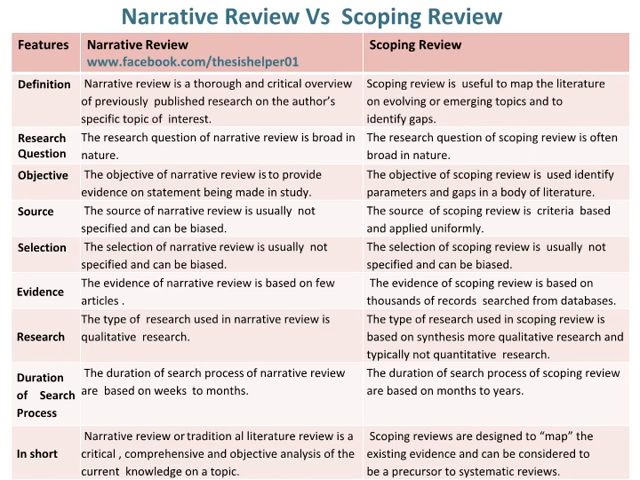 Narrative Review Vs Scoping Review
Features
Narrative Review
www.facebook.com/thesishelper01
Scoping Review
Definition
Narrative review is a thorough and critical overview
of previously published research on the author's
specific topic of interest.
Scoping review is useful to map the literature
on evolving or emerging topics and to
identify gaps.
Research
Question
The research question of narrative review is broad in
nature.
The research question of scoping review is often
broad in nature.
Objective
The objective of narrative review is to provide
evidence on statement being made in study.
The objective of scoping review is used identify
parameters and gaps in a body of literature.
Source
The source of narrative review is usually not
specified and can be biased.
The source of scoping review is criteria based
and applied uniformly.
Selection
The selection of narrative review is usually not
specified and can be biased.
The selection of scoping review is usually not
specified and can be biased.
Evidence
The evidence of narrative review is based on few
articles .
The evidence of scoping review is based on
thousands of records searched from databases.
Research
The type of research used in narrative review is
qualitative research.
The type of research used in scoping review is
based on synthesis more qualitative research and
typically not quantitative research.
Duration
of Search
Process
The duration of search process of narrative review
are based on weeks to months.
The duration of search process of scoping review
are based on months to years.
In short
Narrative review or tradition al literature review is a
critical , comprehensive and objective analysis of the
current knowledge on a topic.
Scoping reviews are designed to “map” the
existing evidence and can be considered to
be a precursor to systematic reviews.